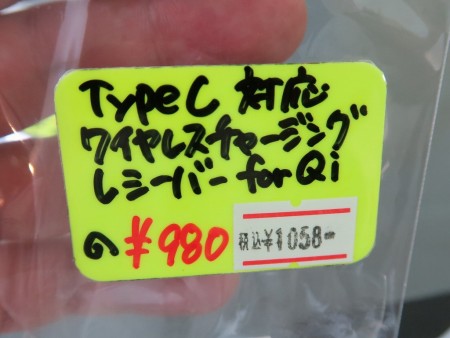 TypeC 対応
ワイヤレスチャージング
レシーバー for Qi
の ¥980 税込¥1058-